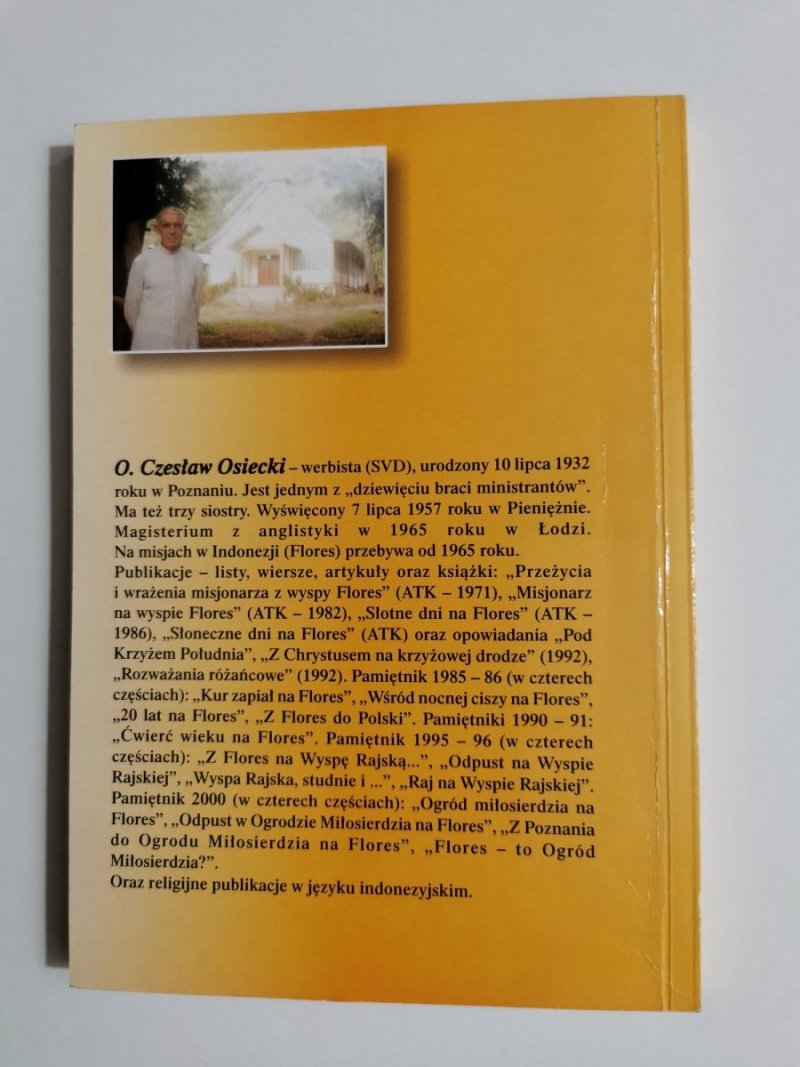 O. Czesław Osiecki – werbista (SVD), urodzony 10 lipca 1932
roku w Poznaniu. Jest jednym z „dziewięciu braci ministrantów”.
Ma też trzy siostry. Wyświęcony 7 lipca 1957 roku w Pieniężnie.
Magisterium z anglistyki w 1965 roku w Łodzi.
Na misjach w Indonezji (Flores) przebywa od 1965 roku.
Publikacje – listy, wiersze, artykuły oraz książki: „Przeżycia
i wrażenia misjonarza z wyspy Flores” (ATK – 1971), „Misjonarz
na wyspie Flores” (ATK – 1982), „Słotne dni na Flores” (ATK –
1986), „Słoneczne dni na Flores” (ATK) oraz opowiadania „Pod
Krzyżem Południa”, „Z Chrystusem na krzyżowej drodze” (1992),
„Rozważania różańcowe” (1992). Pamiętnik 1985 – 86 (w czterech
częściach): „Kur zapiał na Flores”, „Wśród nocnej ciszy na Flores”,
„20 lat na Flores”, „Z Flores do Polski”. Pamiętniki 1990 – 91:
„Ćwierć wieku na Flores”. Pamiętnik 1995 – 96 (w czterech
częściach): „Z Flores na Wyspę Rajską...”, „Odpust na Wyspie
Rajskiej”, „Wyspa Rajska, studnie i ...”, „Raj na Wyspie Rajskiej”.
Pamiętnik 2000 (w czterech częściach): „Ogród miłosierdzia na
Flores”, „Odpust w Ogrodzie Miłosierdzia na Flores”, „Z Poznania
do Ogrodu Miłosierdzia na Flores”, „Flores – to Ogród
Miłosierdzia?”.
Oraz religijne publikacje w języku indonezyjskim.